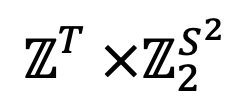 ℤ^T × ℤ_2^{S^2}